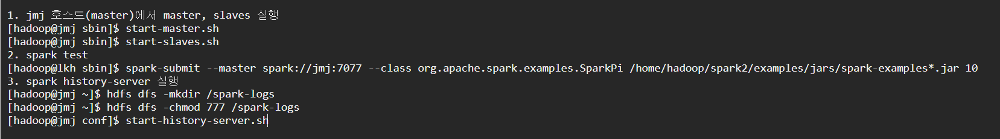 1. jmj 호스트(master)에서 master, slaves 실행
[hadoop@jmj sbin]$ start-master.sh
[hadoop@jmj sbin]$ start-slaves.sh
2. spark test
[hadoop@lkh sbin]$ spark-submit --master spark://jmj:7077 --class org.apache.spark.examples.SparkPi /home/hadoop/spark2/examples/jars/spark-examples*.jar 10
3. spark history-server 실행
[hadoop@jmj ~]$ hdfs dfs -mkdir /spark-logs
[hadoop@jmj ~]$ hdfs dfs -chmod 777 /spark-logs
[hadoop@jmj conf]$ start-history-server.sh